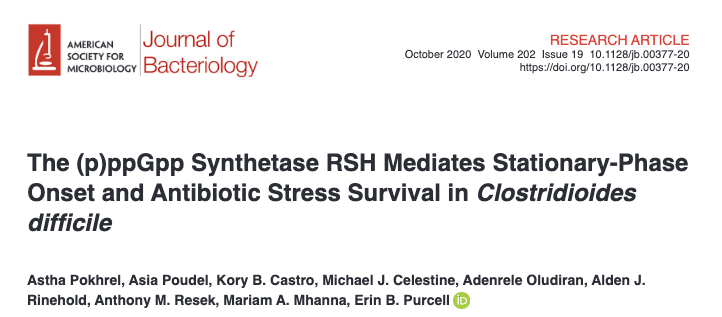 AMERICAN
SOCIETY FOR
MICROBIOLOGY
Journal of
Bacteriology
RESEARCH ARTICLE
October 2020 Volume 202 Issue 19 10.1128/jb.00377-20
https://doi.org/10.1128/jb.00377-20
The (p)ppGpp Synthetase RSH Mediates Stationary-Phase
Onset and Antibiotic Stress Survival in Clostridioides
difficile
Astha Pokhrel, Asia Poudel, Kory B. Castro, Michael J. Celestine, Adenrele Oludiran, Alden J.
Rinehold, Anthony M. Resek, Mariam A. Mhanna, Erin B. Purcell iD